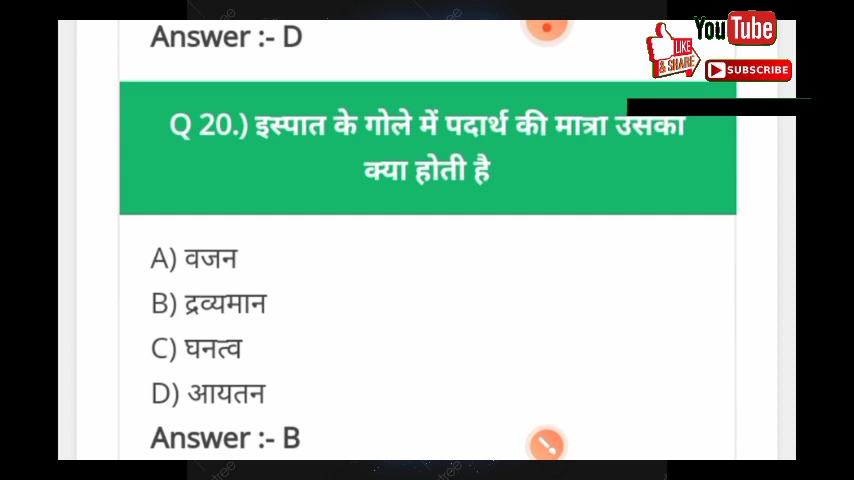 Answer :- D
YouTube
LIKE
& SHARE
SUBSCRIBE
Q 20.) इस्पात के गोले में पदार्थ की मात्रा उसका
क्या होती है
A) वजन
B) द्रव्यमान
C) घनत्व
D) आयतन
Answer :- B